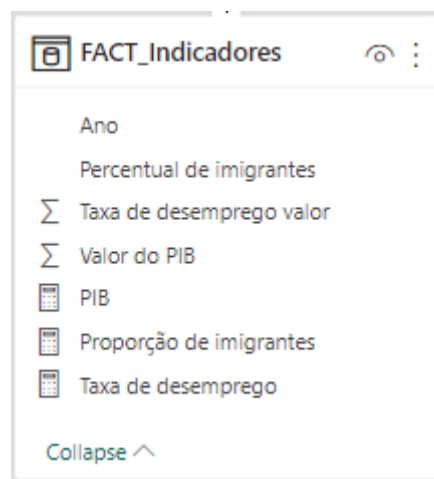 FACT_Indicadores
Ano
Percentual de imigrantes
Taxa de desemprego valor
Valor do PIB
PIB
Proporção de imigrantes
Taxa de desemprego
Collapse